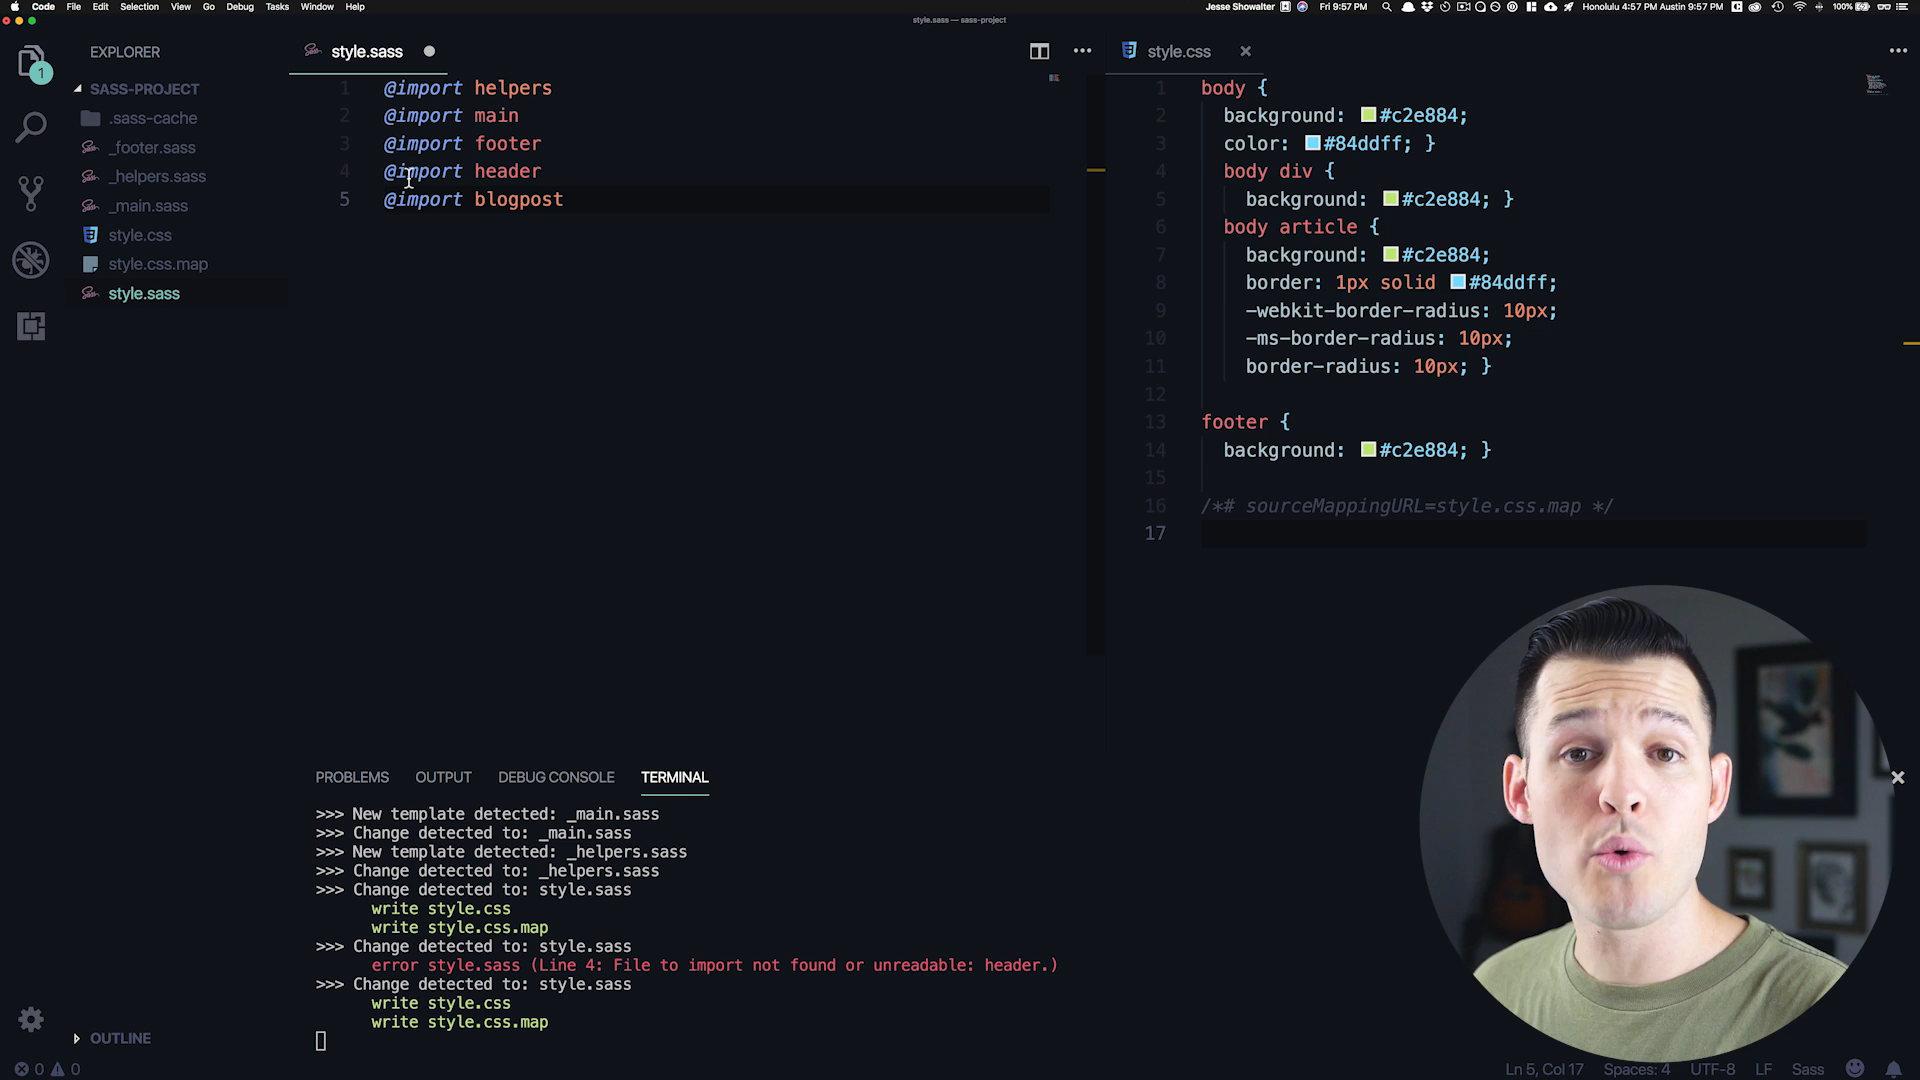 Code File Edit Selection View Go Debug Tasks Window Help
Jesse Showalter Fri 9:57 PM Honolulu 4:57 PM Austin 9:57 PM 100%
style.sass — sass-project
EXPLORER
1
SASS-PROJECT
.sass-cache
_footer.sass
_helpers.sass
_main.sass
style.css
style.css.map
style.sass
OUTLINE
0 0
style.sass
1 @import helpers
2 @import main
3 @import footer
4 @import header
5 @import blogpost
style.css
1 body {
2 background: #c2e884;
3 color: #84ddff; }
4 body div {
5 background: #c2e884; }
6 body article {
7 background: #c2e884;
8 border: 1px solid #84ddff;
9 -webkit-border-radius: 10px;
10 -ms-border-radius: 10px;
11 border-radius: 10px; }
12
13 footer {
14 background: #c2e884; }
15
16 /*# sourceMappingURL=style.css.map */
17
PROBLEMS OUTPUT DEBUG CONSOLE TERMINAL
>>> New template detected: _main.sass
>>> Change detected to: _main.sass
>>> New template detected: _helpers.sass
>>> Change detected to: _helpers.sass
>>> Change detected to: style.sass
write style.css
write style.css.map
>>> Change detected to: style.sass
error style.sass (Line 4: File to import not found or unreadable: header.)
>>> Change detected to: style.sass
write style.css
write style.css.map
Ln 5, Col 17 Spaces: 4 UTF-8 LF Sass